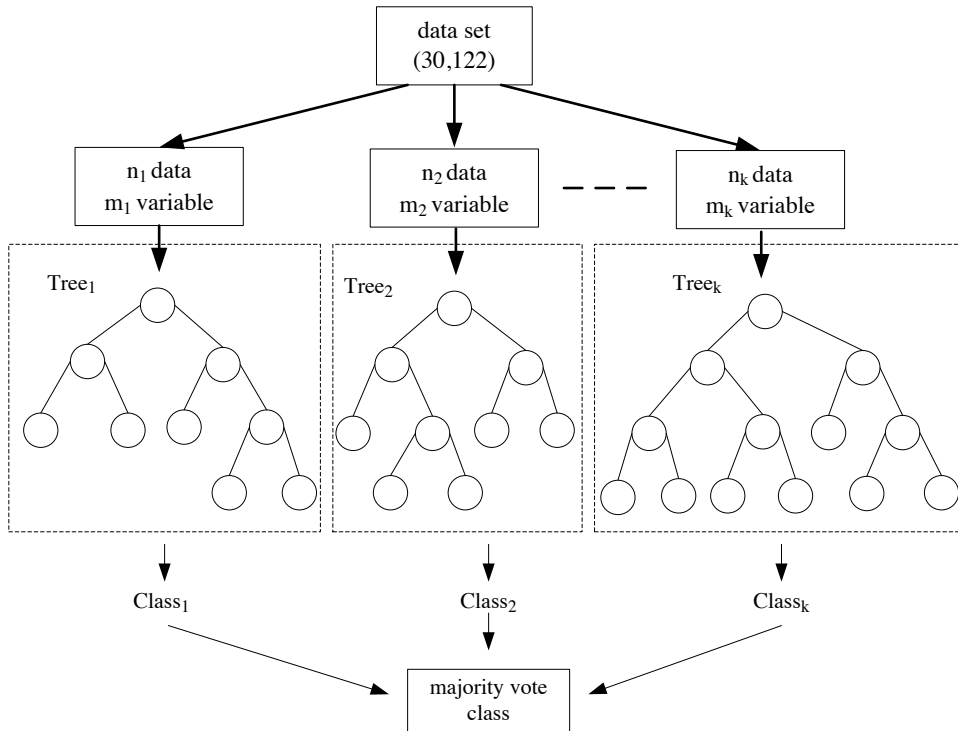 data set
(30,122)
n₁ data
m₁ variable
n₂ data
m₂ variable
nₖ data
mₖ variable
Tree₁
Tree₂
Treeₖ
Class₁
Class₂
Classₖ
majority vote
class